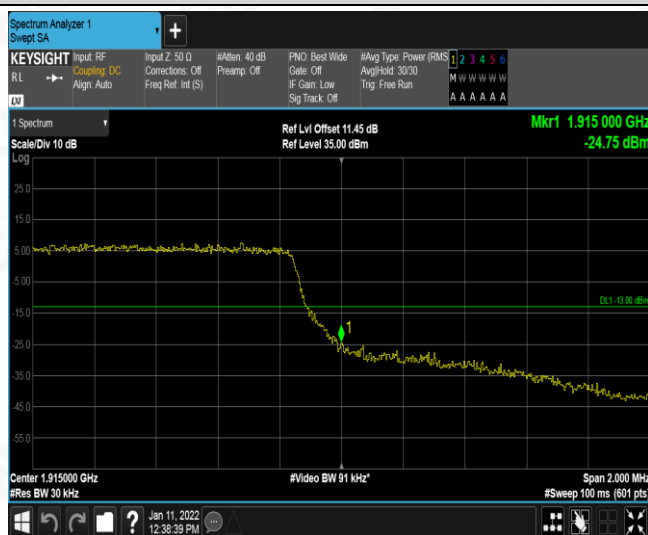 Spectrum Analyzer 1
Swept SA
+
KEYSIGHT
RL
Input: RF
Coupling: DC
Align: Auto
Input Z: 50 Ω
Corrections: Off
Freq Ref: Int (S)
#Atten: 40 dB
Preamp: Off
PNO: Best Wide
Gate: Off
IF Gain: Low
Sig Track: Off
#Avg Type: Power (RMS
Avg|Hold: 30/30
Trig: Free Run
1 2 3 4 5 6
M W W W W W
A A A A A A
LXI
1 Spectrum
Scale/Div 10 dB
Ref Lvl Offset 11.45 dB
Ref Level 35.00 dBm
Mkr1 1.915 000 GHz
-24.75 dBm
Log
25.0
15.0
5.00
-5.00
DL1 -13.00 dBm
-15.0
1
-25.0
-35.0
-45.0
-55.0
Center 1.915000 GHz
#Res BW 30 kHz
#Video BW 91 kHz*
Span 2.000 MHz
#Sweep 100 ms (601 pts)
?
Jan 11, 2022
12:38:39 PM